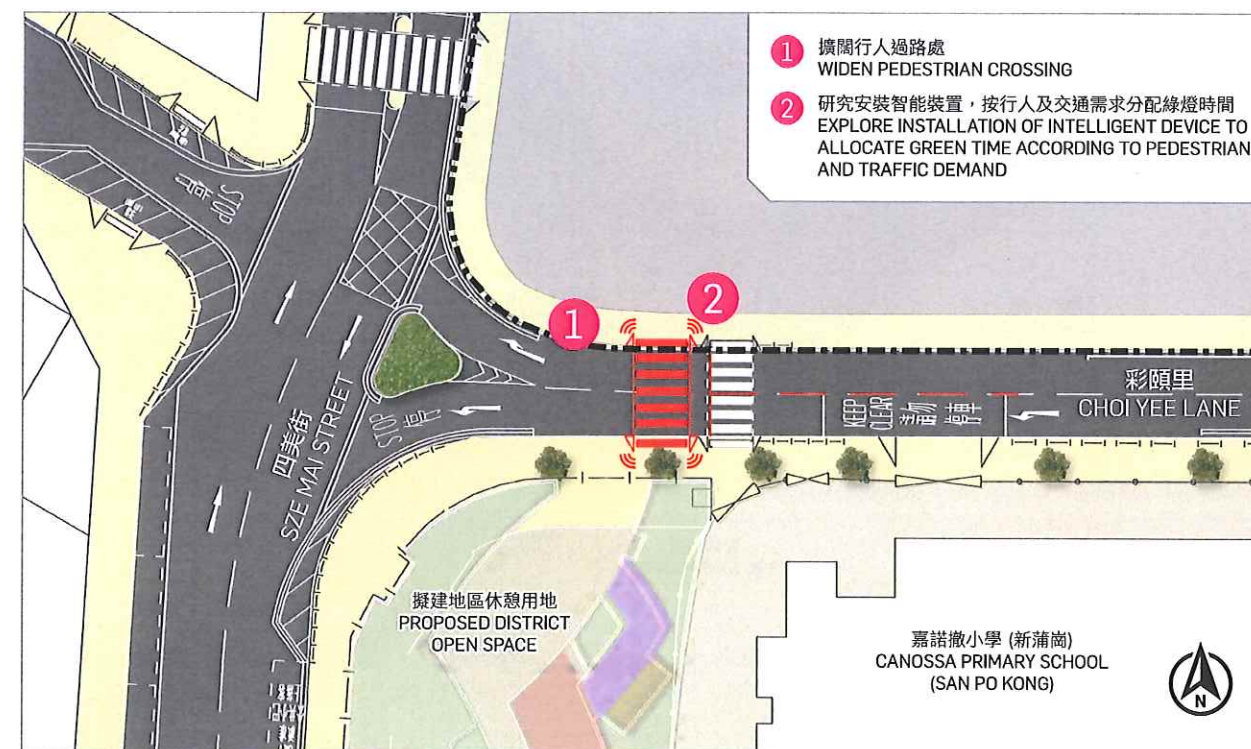 1 擴闊行人過路處
WIDEN PEDESTRIAN CROSSING
2 研究安裝智能裝置，按行人及交通需求分配綠燈時間
EXPLORE INSTALLATION OF INTELLIGENT DEVICE TO
ALLOCATE GREEN TIME ACCORDING TO PEDESTRIAN
AND TRAFFIC DEMAND
停
STOP
1
2
四美街
SZE MAI STREET
STOP
停
KEEP
CLEAR
請勿
停車
彩頤里
CHOI YEE LANE
擬建地區休憩用地
PROPOSED DISTRICT
OPEN SPACE
嘉諾撒小學 (新蒲崗)
CANOSSA PRIMARY SCHOOL
(SAN PO KONG)
N